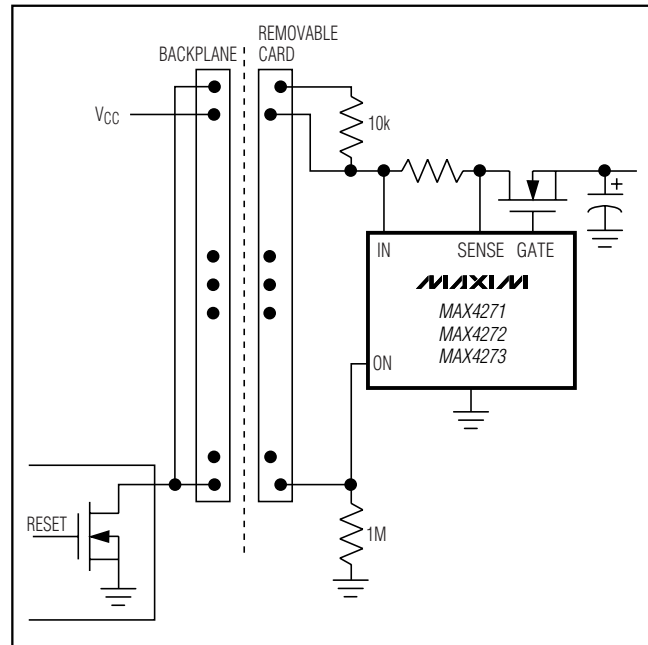 REMOVABLE
CARD
BACKPLANE
VCC
10k
IN
SENSE
GATE
MAXIM
MAX4271
MAX4272
MAX4273
ON
RESET
1M
+